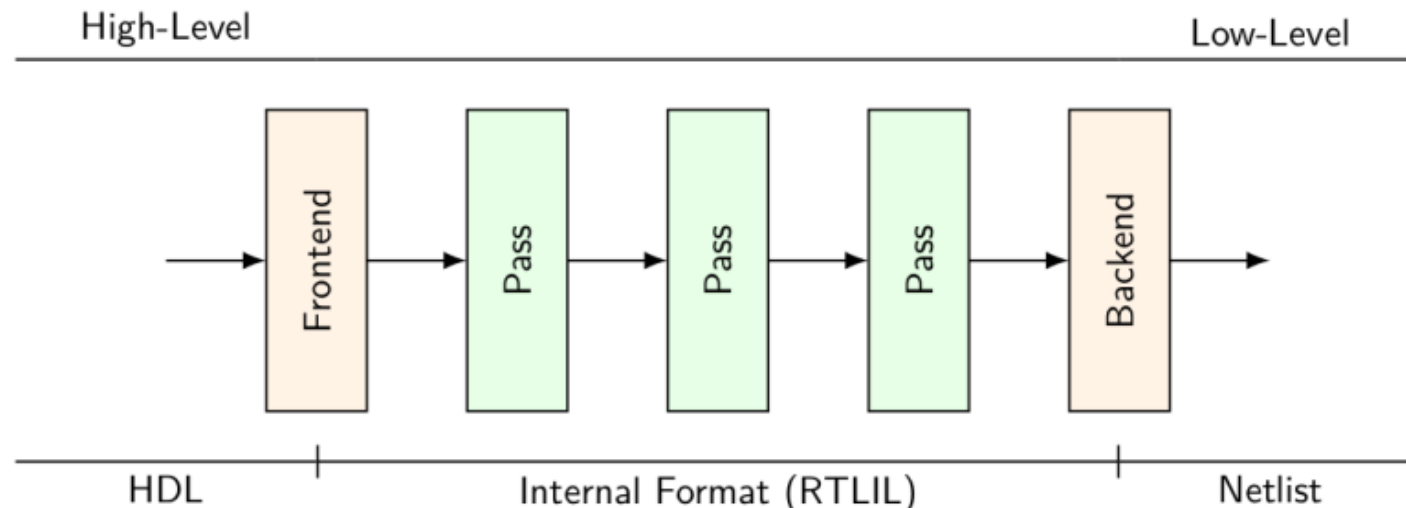 High-Level
Low-Level
Frontend
Pass
Pass
Pass
Backend
HDL
Internal Format (RTLIL)
Netlist